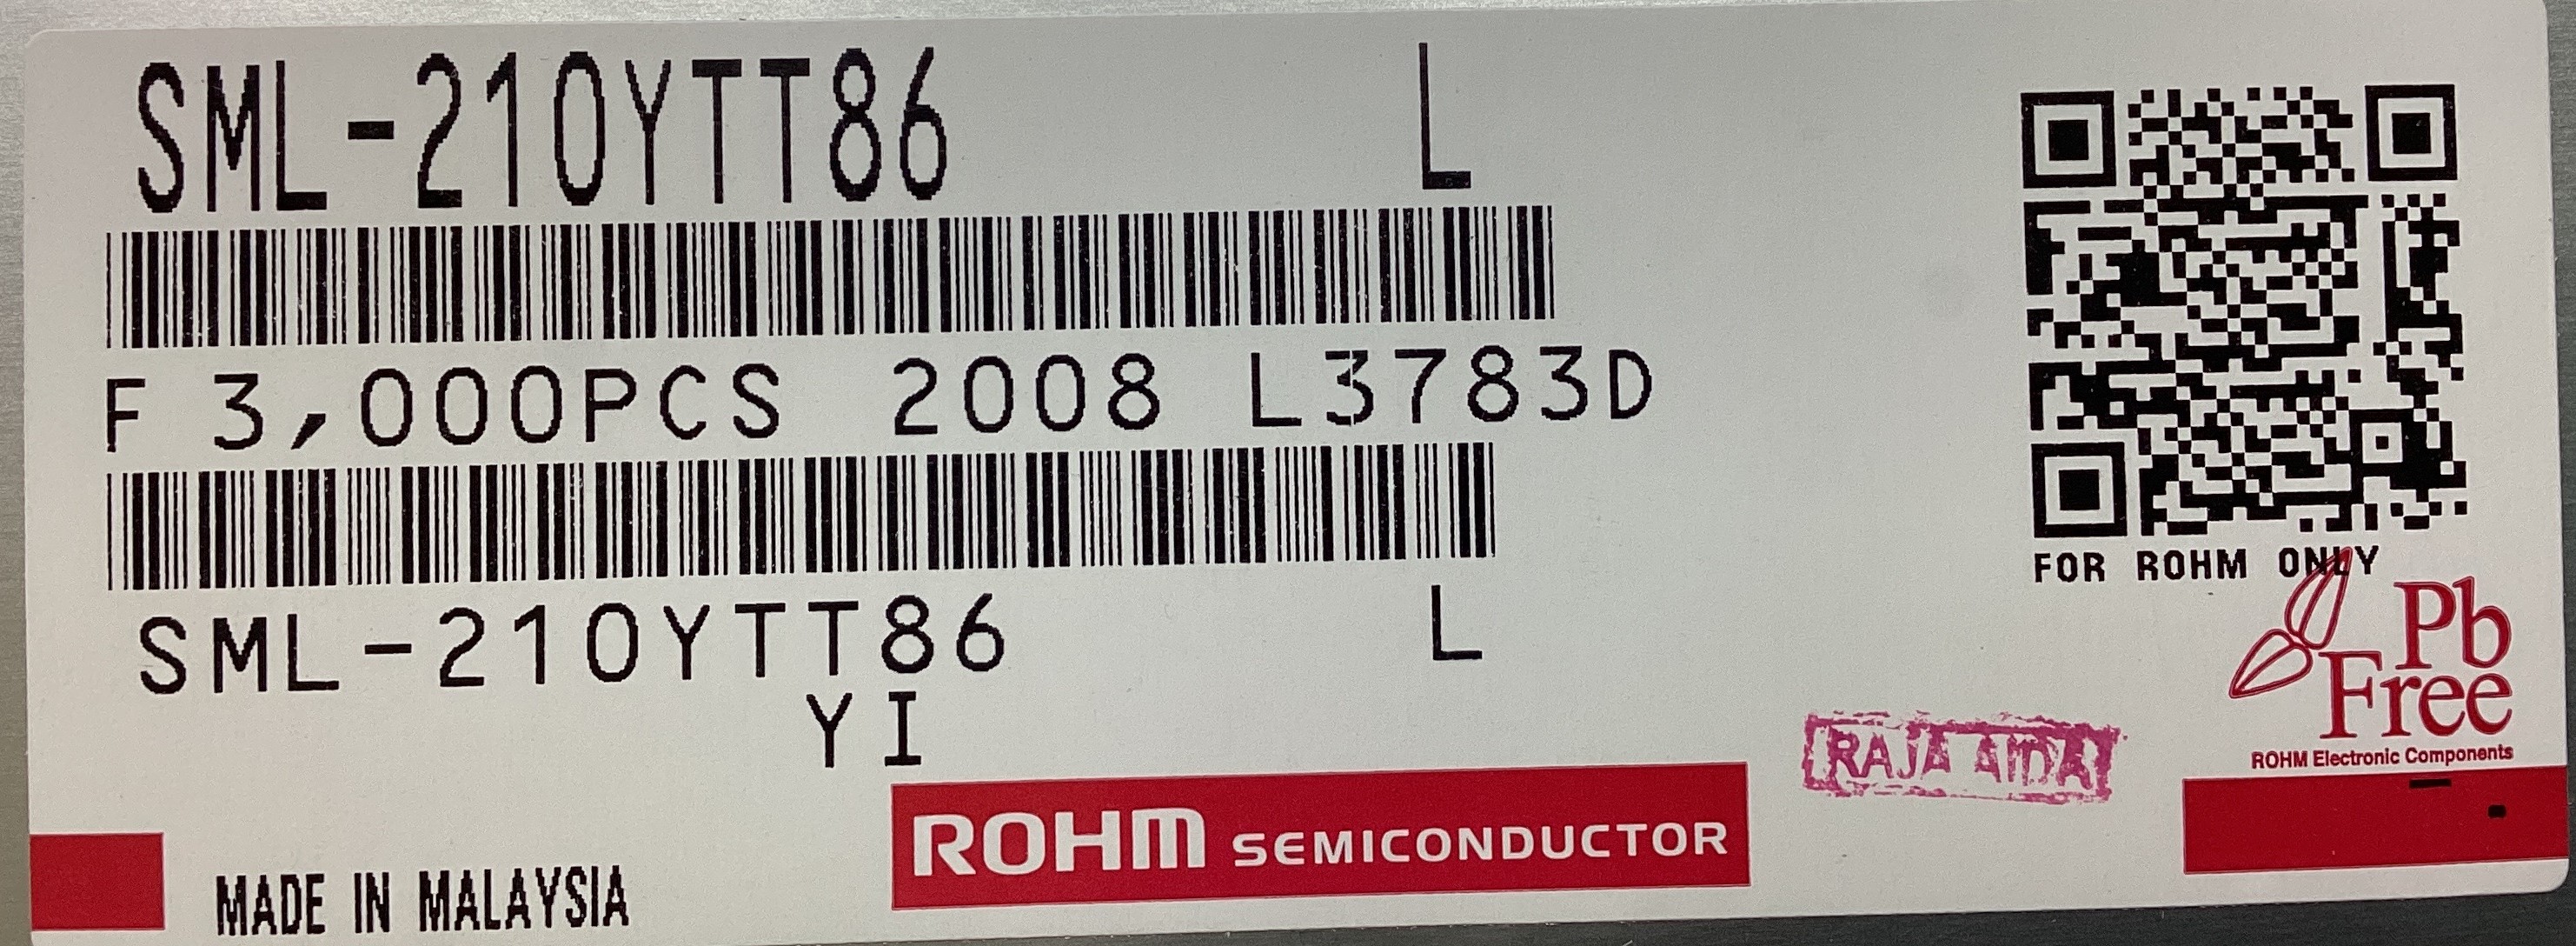 SML-210YTT86 L
F 3,000PCS 2008 L3783D
SML-210YTT86 L
YI
FOR ROHM ONLY
Pb
Free
ROHM Electronic Components
RAJA AIDA
ROHM SEMICONDUCTOR
MADE IN MALAYSIA